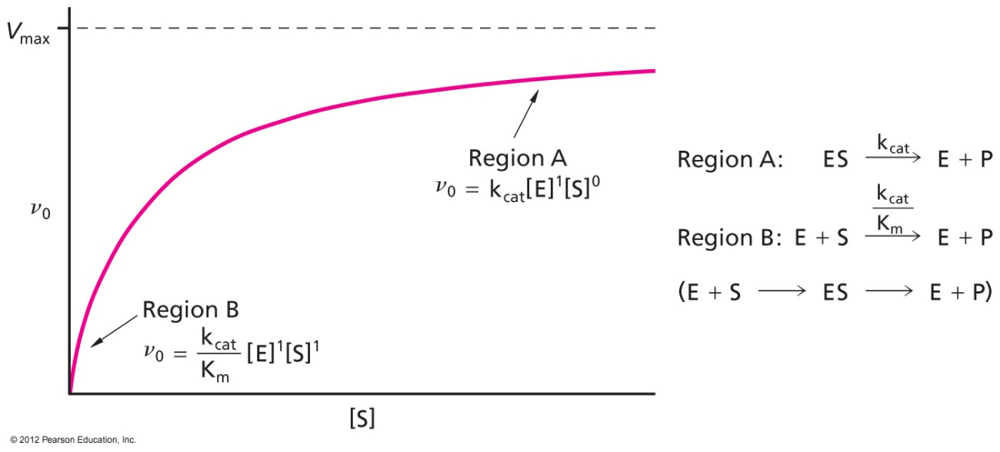 Vmax
ν0
Region A
ν0 = kcat[E]¹[S]⁰
Region B
ν0 = kcat/Km [E]¹[S]¹
[S]
Region A: ES kcat⟶ E + P
Region B: E + S kcat/Km⟶ E + P
(E + S ⟶ ES ⟶ E + P)
© 2012 Pearson Education, Inc.